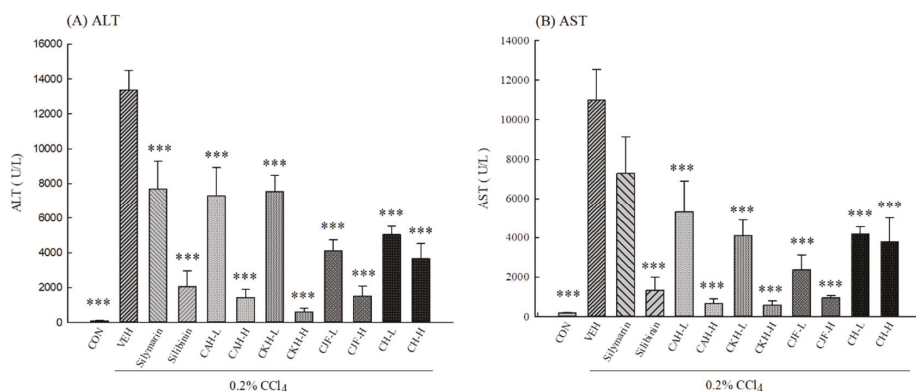 (A) ALT
16000
14000
12000
10000
8000
6000
4000
2000
0
ALT ( U/L)
***
***
***
***
***
***
***
***
***
***
***
CON
VEH
Silymarin
Silibinin
CAH-L
CAH-H
CKH-L
CKH-H
CJF-L
CJF-H
CH-L
CH-H
0.2% CCl4
(B) AST
14000
12000
10000
8000
6000
4000
2000
0
AST ( U/L)
***
***
***
***
***
***
***
***
***
***
CON
VEH
Silymarin
Silibinin
CAH-L
CAH-H
CKH-L
CKH-H
CJF-L
CJF-H
CH-L
CH-H
0.2% CCl4